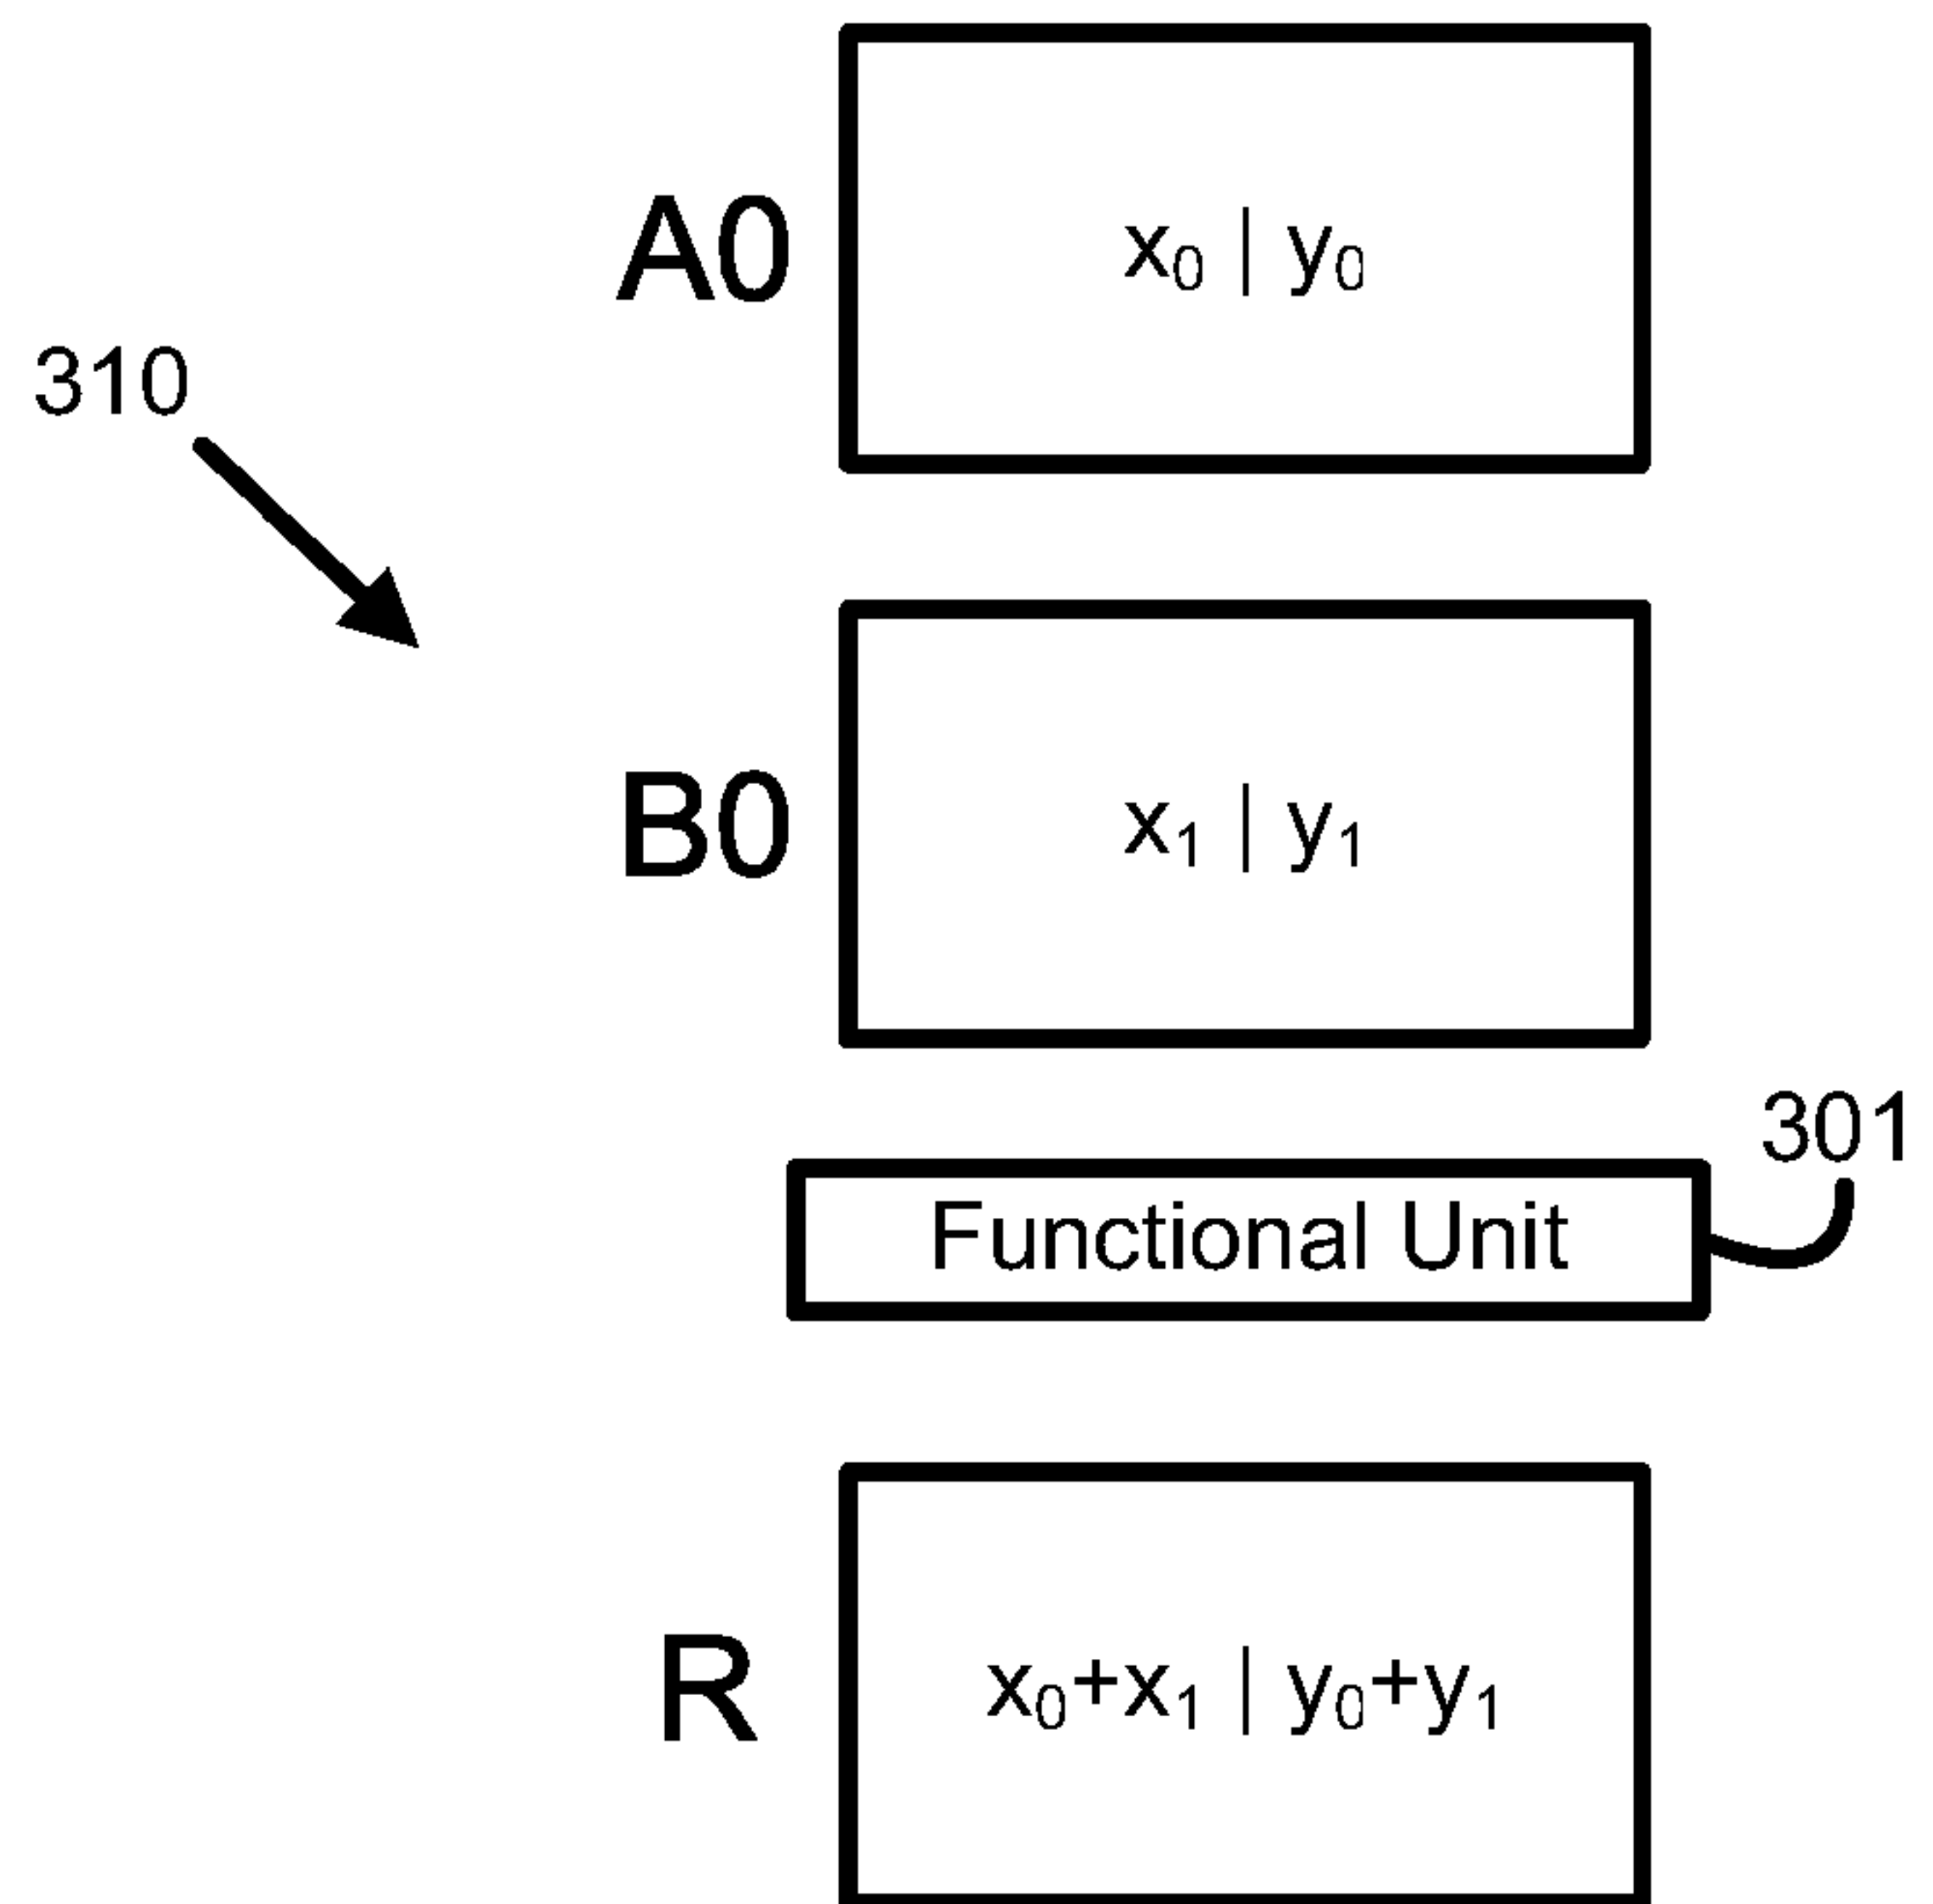 A0
x₀ | y₀
310
B0
x₁ | y₁
301
Functional Unit
R
x₀+x₁ | y₀+y₁